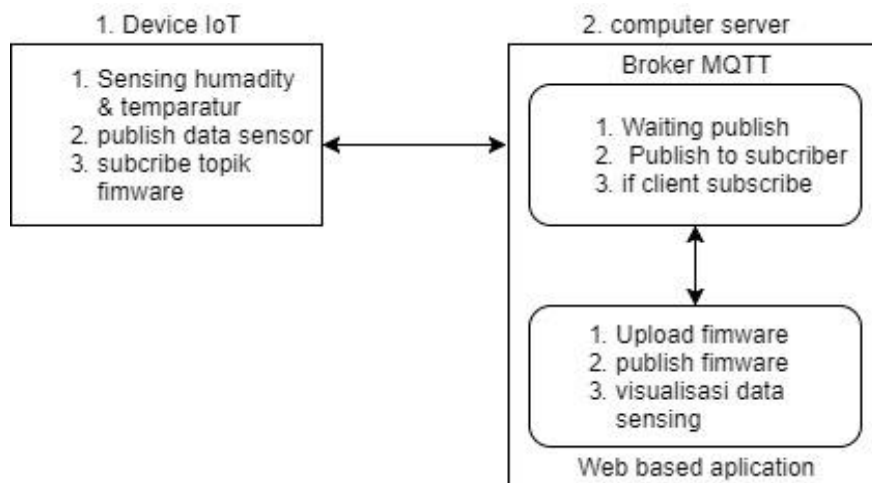 1. Device IoT
1. Sensing humadity
& temparatur
2. publish data sensor
3. subcribe topik
fimware
2. computer server
Broker MQTT
1. Waiting publish
2. Publish to subcriber
3. if client subscribe
1. Upload fimware
2. publish fimware
3. visualisasi data
sensing
Web based aplication